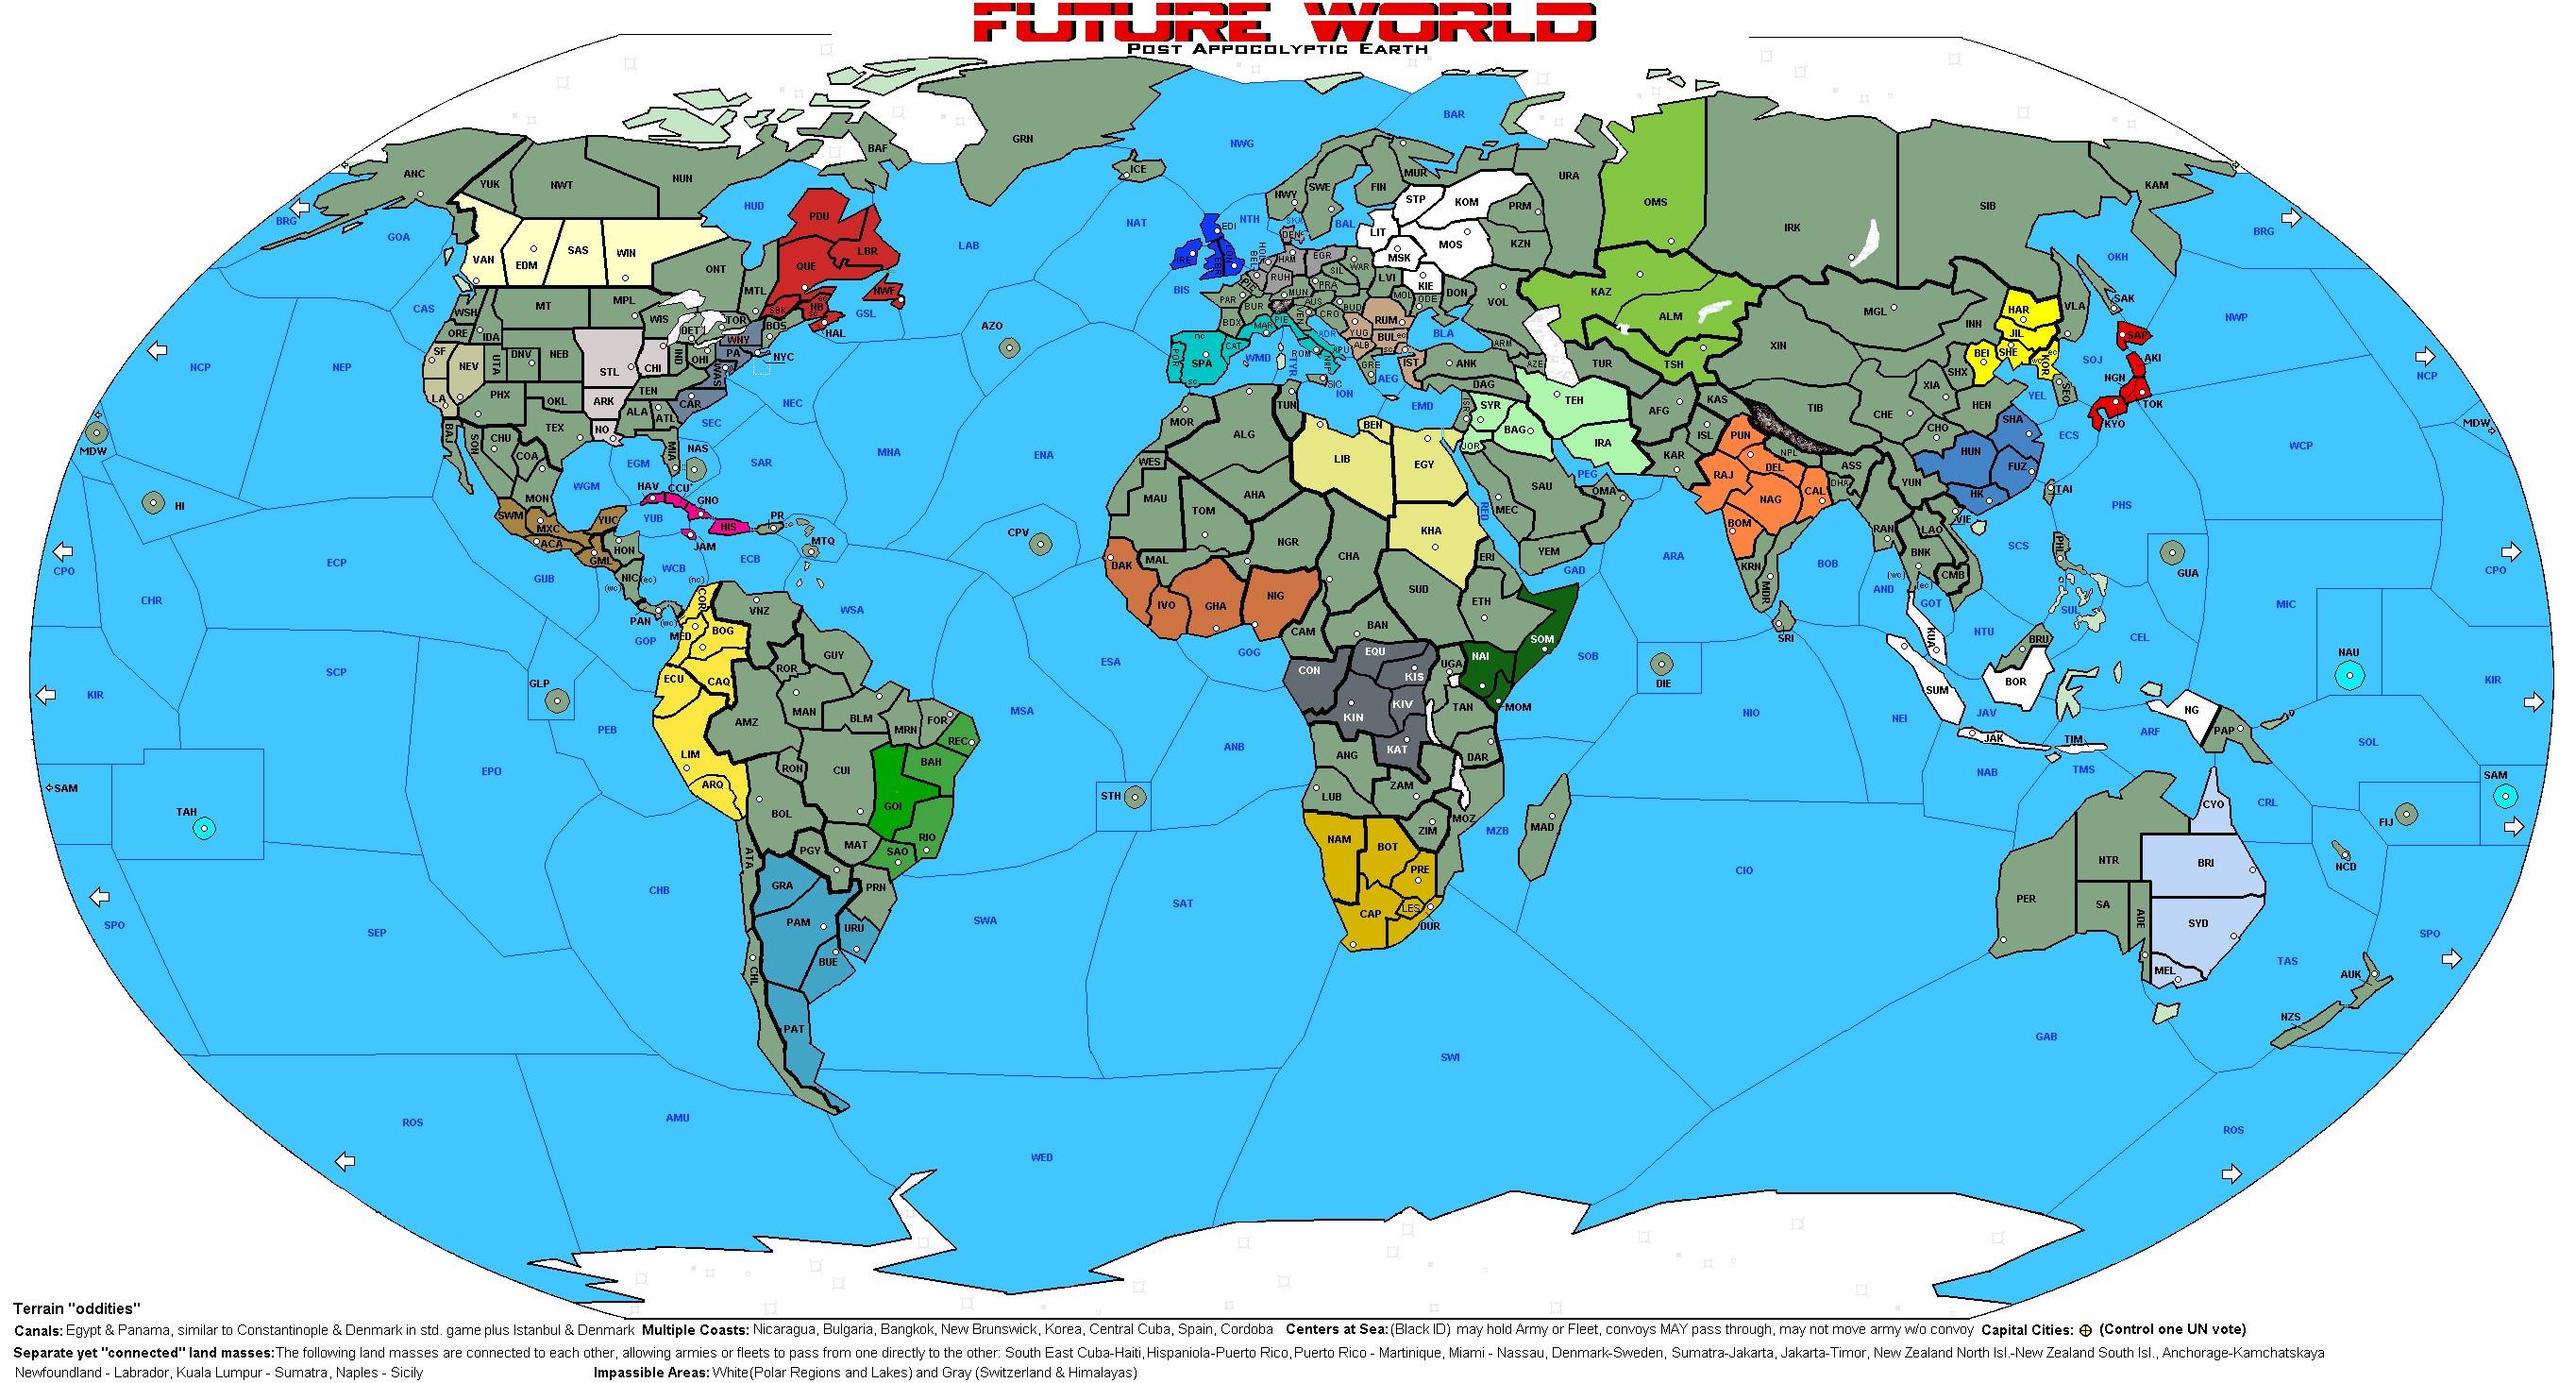 FUTURE WORLD
POST APPOCOLYPTIC EARTH
GRN
BAF
BAR
NWG
ICE
ANC
YUK
NWT
NUN
HUD
PDU
LBR
QUE
MTL
ONT
NAT
LAB
BRG
GOA
VAN
EDM
SAS
WIN
NTH
EDI
IRE
NWY
SWE
FIN
MUR
STP
KOM
PRM
URA
OMS
IRK
SIB
KAM
BRG
OKH
SKA
BAL
DEN
LIT
MOS
KZN
MSK
KIE
HOL
BEL
HAM
EGR
WAR
SIL
RUH
PRA
LVI
MUN
AUS
MOL
ODE
DON
VOL
KAZ
ALM
TSH
TUR
CAS
WSH
ORE
IDA
MT
MPL
WIS
DET
TOR
SBK
NB
ec
sc
HAL
NWF
GSL
BOS
WNY
PA
NYC
WAS
OHI
IND
CHI
STL
NEB
DNV
UTA
NEV
SF
LA
PHX
OKL
ARK
TEN
ALA
ATL
CAR
NO
TEX
MIA
NAS
SEC
NEC
SAR
AZO
BIS
PAR
BUR
BDX
MAR
PIE
VEN
CRO
BUD
RUM
YUG
BUL
ec
sc
ALB
GRE
IST
BLA
ADR
APU
ROM
NAP
SIC
TYR
WMD
ION
AEG
EMD
nc
POR
SPA
CAT
sc
ANK
ARM
AZE
DAG
TEH
SYR
BAG
ISR
JOR
IRA
AFG
KAS
ISL
KAR
PEG
XIN
MGL
INN
TIB
CHE
XIA
SHX
HEN
CHO
HAR
JIL
SHE
BEI
KOR
wc
ec
SEO
VLA
SAK
SAP
AKI
NGN
TOK
KYO
SOJ
YEL
ECS
NWP
NCP
NCP
NEP
MDW
MDW
WCP
HI
BAJ
SON
CHU
COA
MON
SWM
MXC
ACA
YUC
GML
HON
NIC
(ec)
(wc)
PAN
(wc)
EGM
WGM
HAV
CCU
GNO
YUB
HIS
JAM
PR
MTQ
WCB
ECB
MNA
ENA
CPV
MOR
ALG
TUN
LIB
BEN
EGY
WES
MAU
TOM
AHA
MAL
NGR
CHA
KHA
ERI
SUD
ETH
SAU
MEC
RED
OMA
YEM
GAD
ARA
PUN
RAJ
DEL
NAG
CAL
BOM
NPL
KRN
MDR
SRI
ASS
DHA
BOB
RAN
YUN
LAO
VIE
BNK
CMB
(wc)
(ec)
AND
GOT
HUN
SHA
FUZ
HK
TAI
PHS
SCS
PHL
SUL
GUA
MIC
CPO
CPO
ECP
GUB
CHR
GOP
(nc)
COR
MED
BOG
CAQ
ECU
LIM
ARQ
VNZ
GUY
ROR
MAN
AMZ
BLM
MRN
FOR
REC
BAH
GOI
CUI
RON
BOL
RIO
SAO
MAT
PGY
PRN
GRA
PAM
URU
BUE
PAT
ATA
CHL
WSA
ESA
MSA
DAK
IVO
GHA
NIG
GOG
CAM
BAN
CON
EQU
KIS
KIV
KIN
KAT
UGA
NAI
SOM
MOM
TAN
DAR
ANG
LUB
ZAM
ZIM
MOZ
MAD
MZB
NAM
BOT
PRE
CAP
LES
DUR
SOB
DIE
NIO
NEI
KUA
SUM
BRU
BOR
NTU
JAV
JAK
TIM
CEL
NG
PAP
ARF
NAU
KIR
KIR
SOL
SAM
SAM
NAB
TMS
CYO
CRL
FIJ
NCD
NTR
BRI
PER
SA
ADE
SYD
MEL
TAS
AUK
NZS
SPO
SPO
GAB
SCP
GLP
PEB
EPO
TAH
CHB
SEP
SWA
SAT
ANB
STH
CIO
SWI
ROS
ROS
AMU
WED
Terrain "oddities"
Canals: Egypt & Panama, similar to Constantinople & Denmark in std. game plus Istanbul & Denmark Multiple Coasts: Nicaragua, Bulgaria, Bangkok, New Brunswick, Korea, Central Cuba, Spain, Cordoba Centers at Sea: (Black ID) may hold Army or Fleet, convoys MAY pass through, may not move army w/o convoy Capital Cities: (Control one UN vote)
Separate yet "connected" land masses: The following land masses are connected to each other, allowing armies or fleets to pass from one directly to the other: South East Cuba-Haiti, Hispaniola-Puerto Rico, Puerto Rico - Martinique, Miami - Nassau, Denmark-Sweden, Sumatra-Jakarta, Jakarta-Timor, New Zealand North Isl.-New Zealand South Isl., Anchorage-Kamchatskaya
Newfoundland - Labrador, Kuala Lumpur - Sumatra, Naples - Sicily Impassible Areas: White(Polar Regions and Lakes) and Gray (Switzerland & Himalayas)